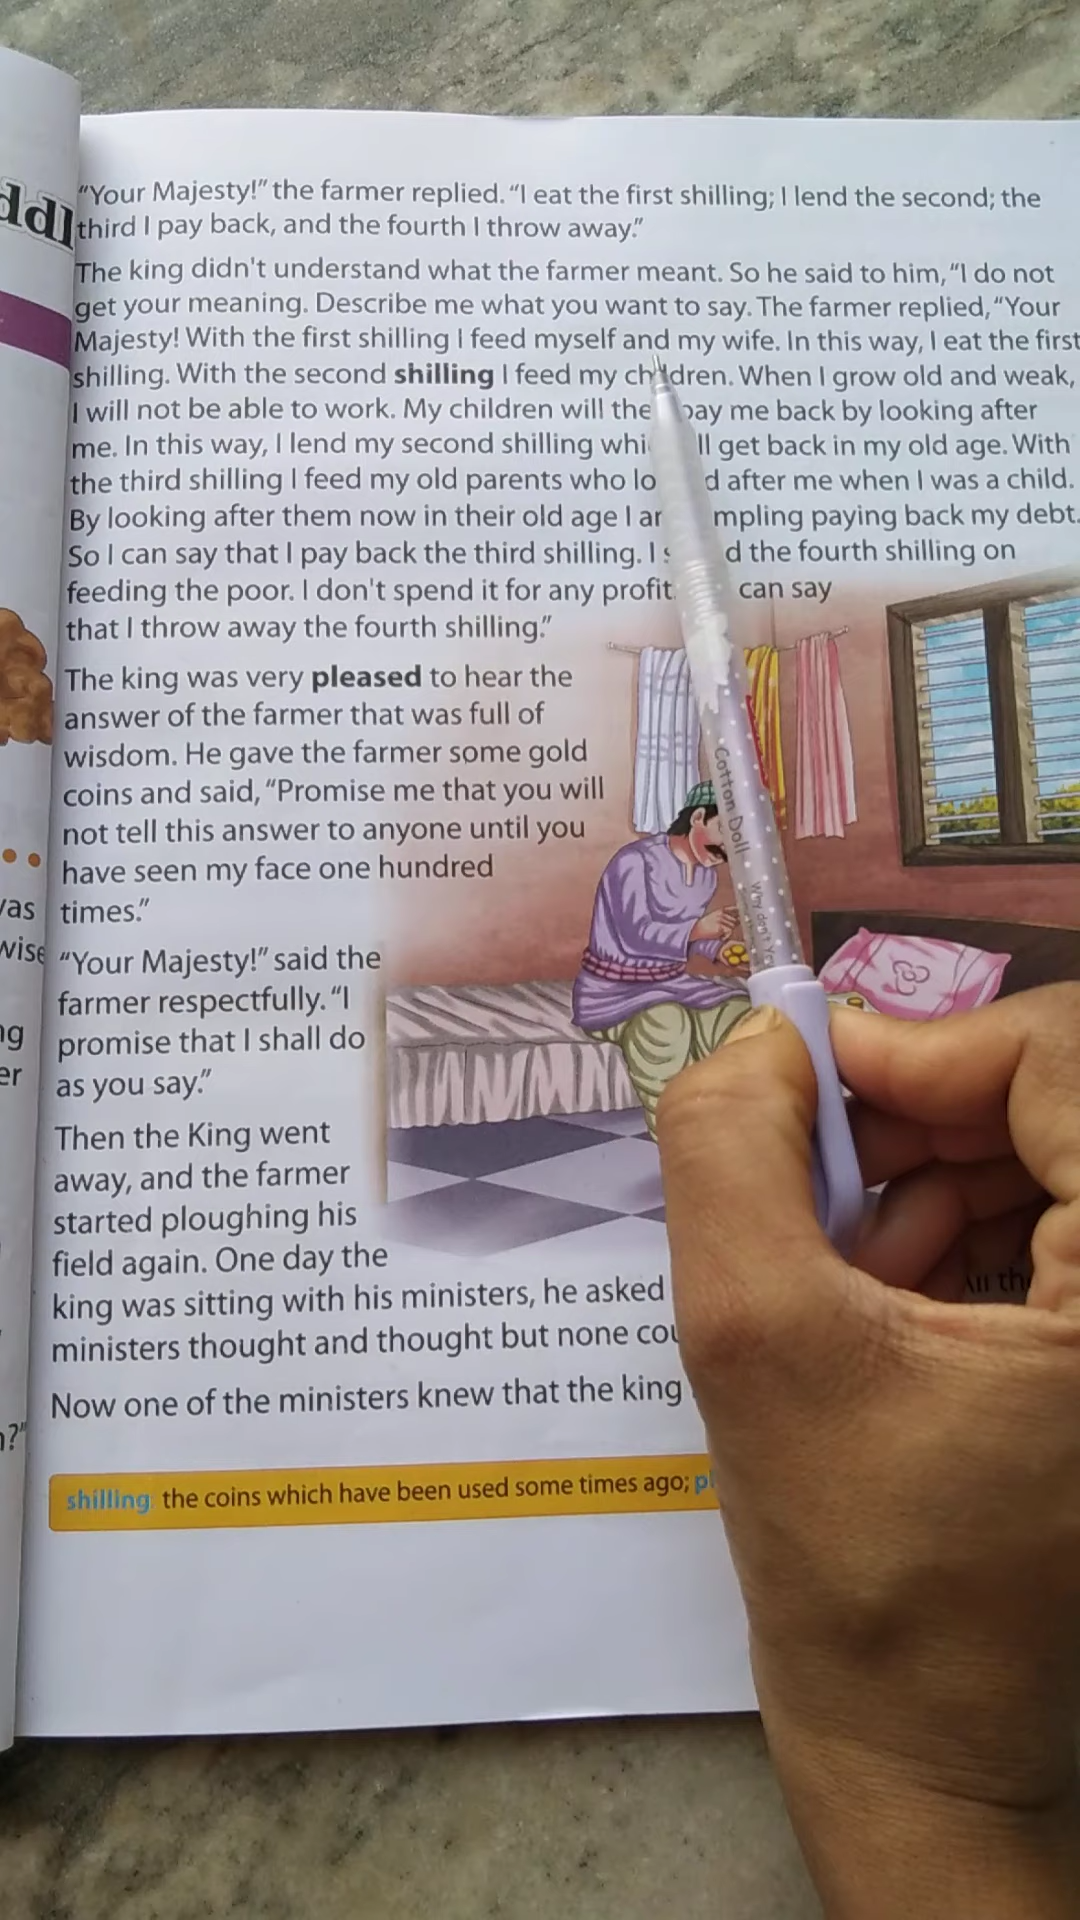 ddl
"Your Majesty!" the farmer replied. "I eat the first shilling; I lend the second; the
third I pay back, and the fourth I throw away."
The king didn't understand what the farmer meant. So he said to him, "I do not
get your meaning. Describe me what you want to say. The farmer replied, "Your
Majesty! With the first shilling I feed myself and my wife. In this way, I eat the first
shilling. With the second shilling I feed my children. When I grow old and weak,
I will not be able to work. My children will the pay me back by looking after
me. In this way, I lend my second shilling whi ll get back in my old age. With
the third shilling I feed my old parents who lo d after me when I was a child.
By looking after them now in their old age I a mpling paying back my debt.
So I can say that I pay back the third shilling. I s d the fourth shilling on
feeding the poor. I don't spend it for any profit. can say
that I throw away the fourth shilling."
The king was very pleased to hear the
answer of the farmer that was full of
wisdom. He gave the farmer some gold
coins and said, "Promise me that you will
not tell this answer to anyone until you
have seen my face one hundred
times."
"Your Majesty!" said the
farmer respectfully. "I
promise that I shall do
as you say."
Then the King went
away, and the farmer
started ploughing his
field again. One day the
king was sitting with his ministers, he asked All th
ministers thought and thought but none cou
Now one of the ministers knew that the king
shilling the coins which have been used some times ago; pl
vas
wise
ng
er
n?"
Cotton Doll